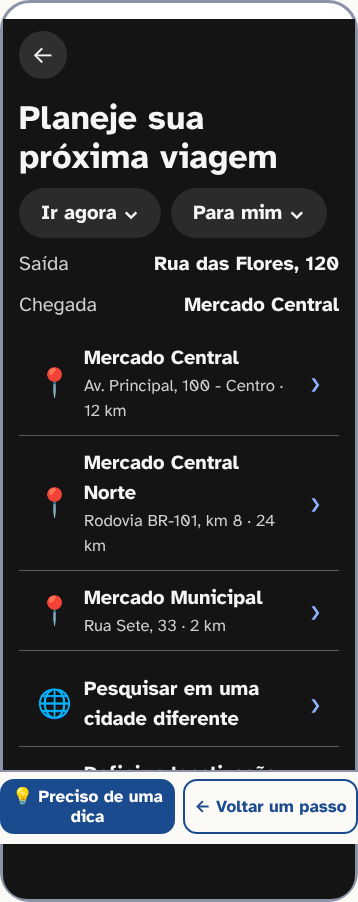 ←
Planeje sua
próxima viagem
Ir agora
Para mim
Saída
Rua das Flores, 120
Chegada
Mercado Central
Mercado Central
Av. Principal, 100 - Centro ·
12 km
Mercado Central
Norte
Rodovia BR-101, km 8 · 24
km
Mercado Municipal
Rua Sete, 33 · 2 km
Pesquisar em uma
cidade diferente
💡 Preciso de uma
dica
← Voltar um passo